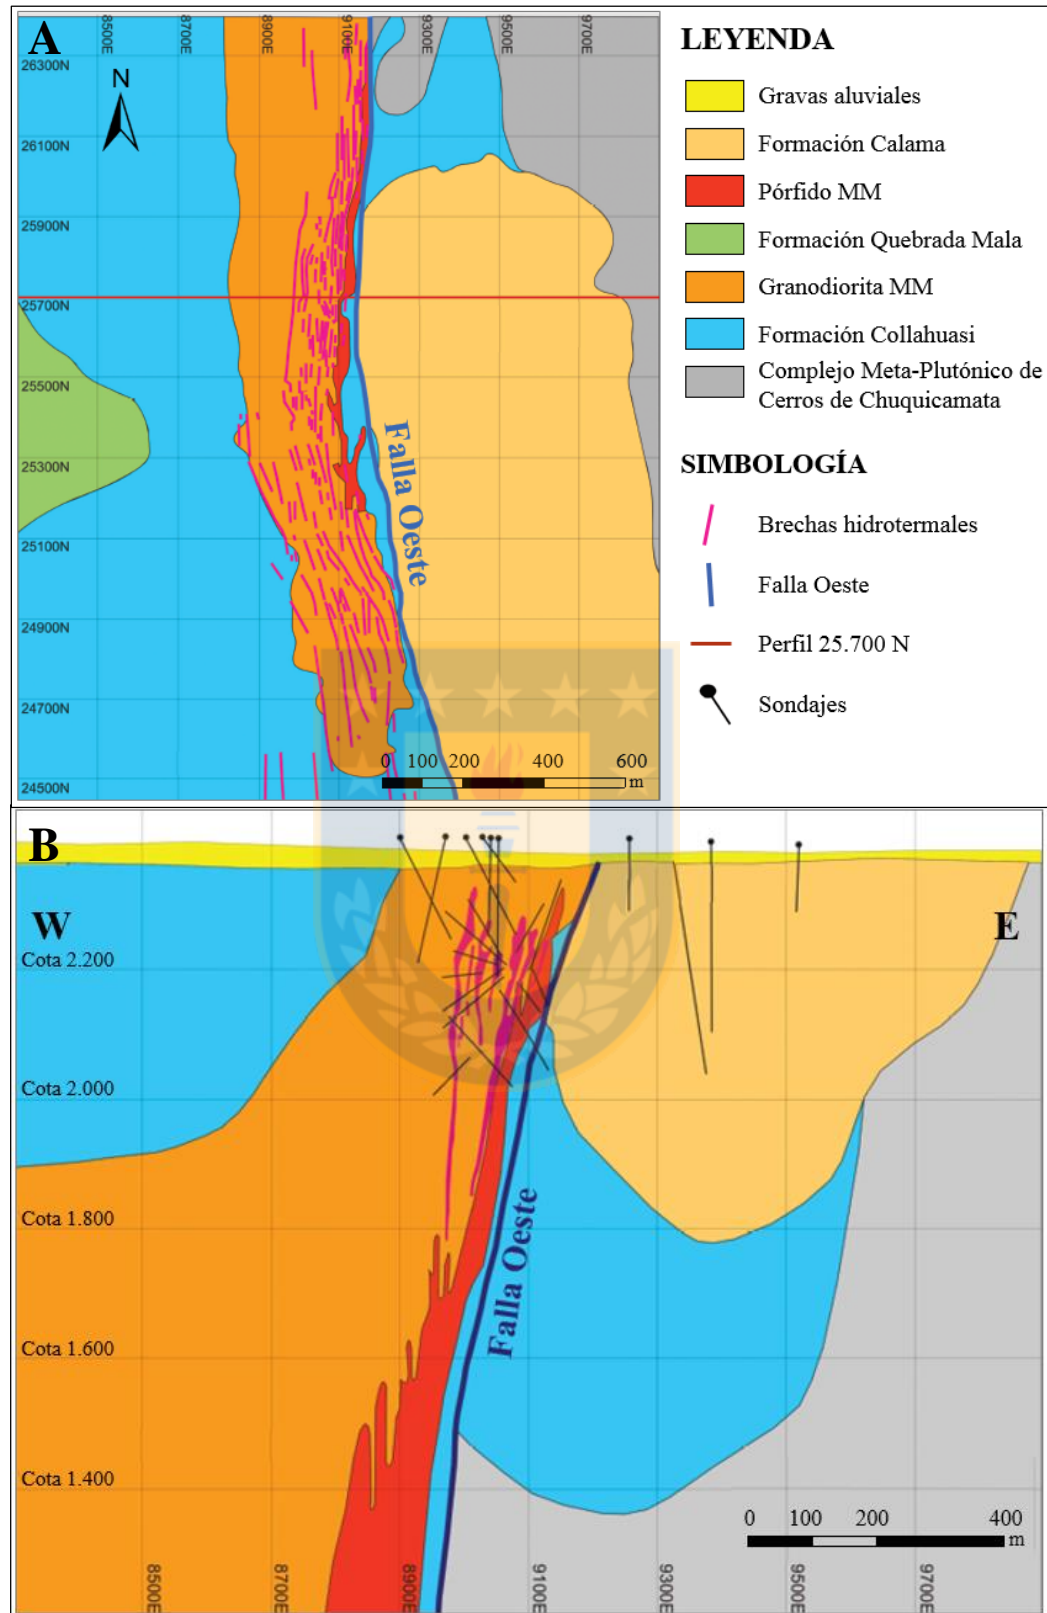 A
8500E
8700E
8900E
9100E
9300E
9500E
9700E
N
26300N
26100N
25900N
25700N
25500N
25300N
25100N
24900N
24700N
24500N
Falla Oeste
0 100 200 400 600
m
LEYENDA
Gravas aluviales
Formación Calama
Pórfido MM
Formación Quebrada Mala
Granodiorita MM
Formación Collahuasi
Complejo Meta-Plutónico de
Cerros de Chuquicamata
SIMBOLOGÍA
Brechas hidrotermales
Falla Oeste
Perfil 25.700 N
Sondajes
B
W
E
Cota 2.200
Cota 2.000
Cota 1.800
Cota 1.600
Cota 1.400
Falla Oeste
0 100 200 400
m
8500E
8700E
8900E
9100E
9300E
9500E
9700E